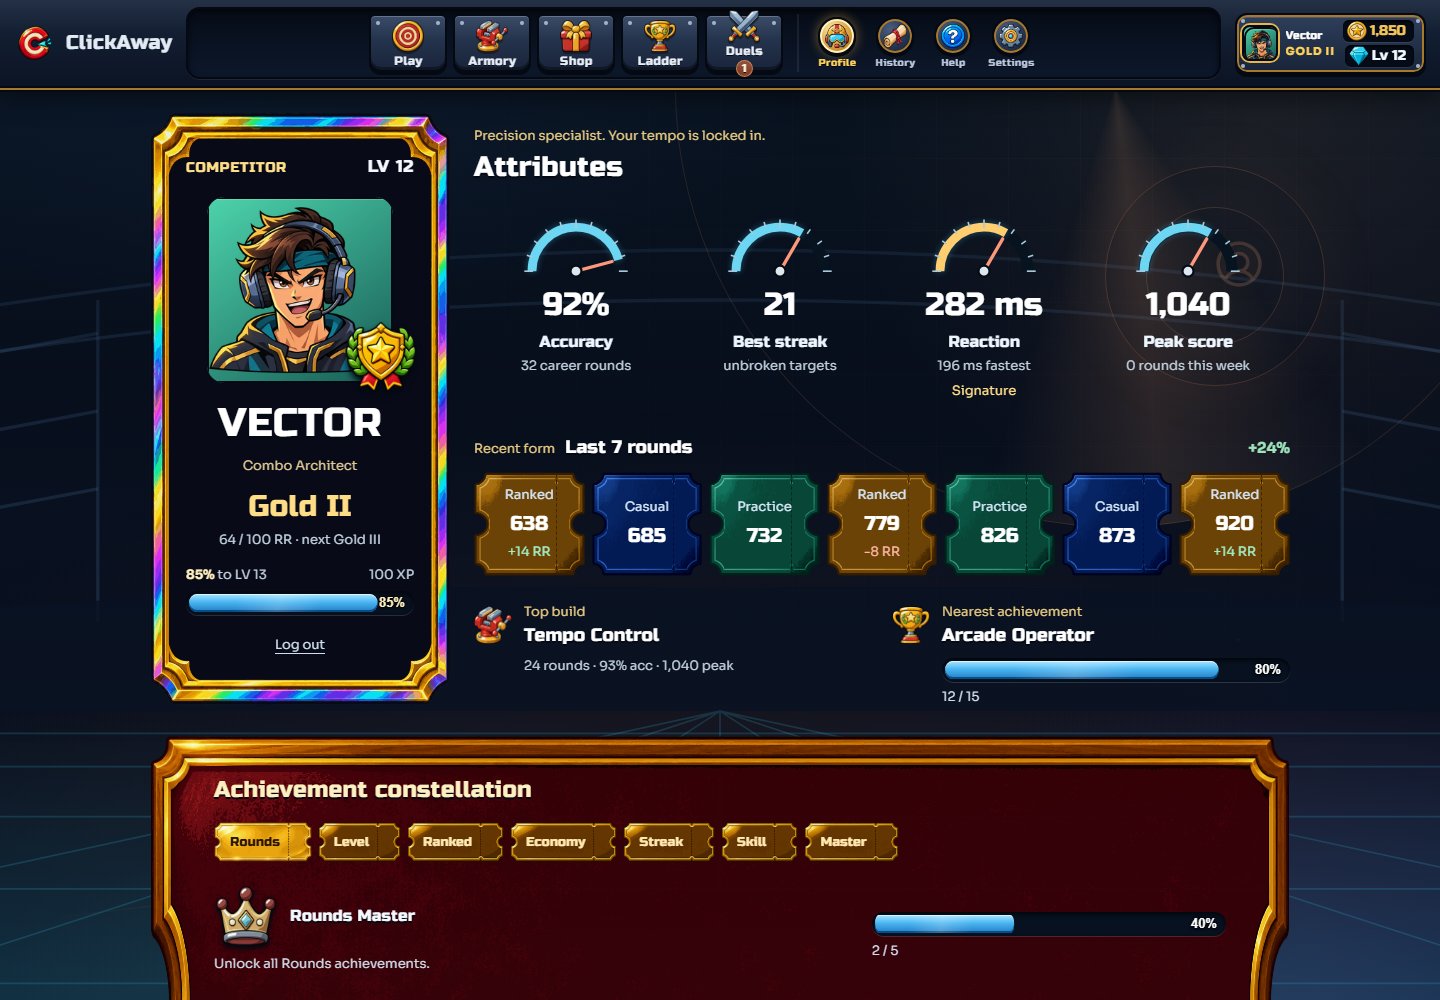 ClickAway
Play
Armory
Shop
Ladder
Duels
1
Profile
History
Help
Settings
Vector
GOLD II
1,850
Lv 12
COMPETITOR
LV 12
VECTOR
Combo Architect
Gold II
64 / 100 RR · next Gold III
85% to LV 13
100 XP
85%
Log out
Precision specialist. Your tempo is locked in.
Attributes
92%
Accuracy
32 career rounds
21
Best streak
unbroken targets
282 ms
Reaction
196 ms fastest
Signature
1,040
Peak score
0 rounds this week
Recent form Last 7 rounds
+24%
Ranked
638
+14 RR
Casual
685
Practice
732
Ranked
779
-8 RR
Practice
826
Casual
873
Ranked
920
+14 RR
Top build
Tempo Control
24 rounds · 93% acc · 1,040 peak
Nearest achievement
Arcade Operator
80%
12 / 15
Achievement constellation
Rounds
Level
Ranked
Economy
Streak
Skill
Master
Rounds Master
Unlock all Rounds achievements.
40%
2 / 5